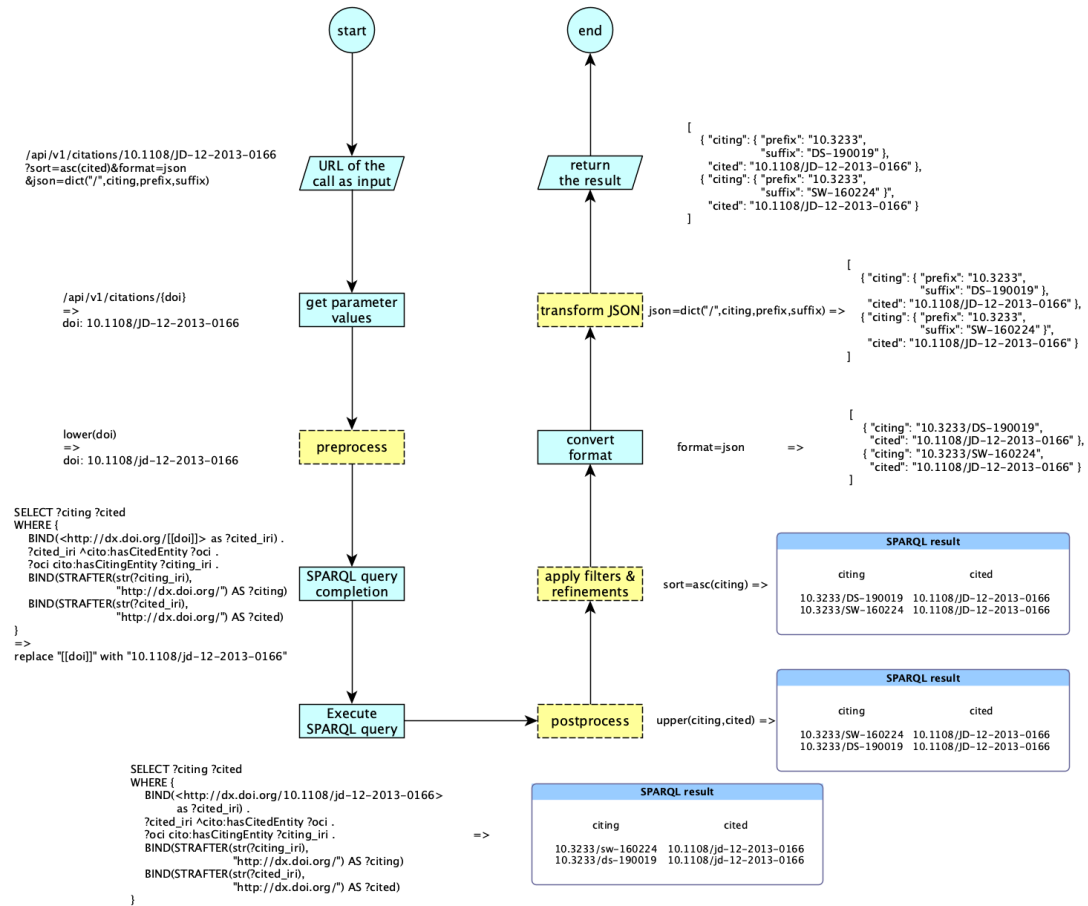 start
/api/v1/citations/10.1108/JD-12-2013-0166
?sort=asc(cited)&format=json
&json=dict("/",citing,prefix,suffix)
URL of the
call as input
/api/v1/citations/{doi}
=>
doi: 10.1108/JD-12-2013-0166
get parameter
values
lower(doi)
=>
doi: 10.1108/jd-12-2013-0166
preprocess
SELECT ?citing ?cited
WHERE {
BIND(<http://dx.doi.org/[[doi]]> as ?cited_iri) .
?cited_iri ^cito:hasCitedEntity ?oci .
?oci cito:hasCitingEntity ?citing_iri .
BIND(STRAFTER(str(?citing_iri),
"http://dx.doi.org/") AS ?citing)
BIND(STRAFTER(str(?cited_iri),
"http://dx.doi.org/") AS ?cited)
}
=>
replace "[[doi]]" with "10.1108/jd-12-2013-0166"
SPARQL query
completion
Execute
SPARQL query
SELECT ?citing ?cited
WHERE {
BIND(<http://dx.doi.org/10.1108/jd-12-2013-0166>
as ?cited_iri) .
?cited_iri ^cito:hasCitedEntity ?oci .
?oci cito:hasCitingEntity ?citing_iri .
BIND(STRAFTER(str(?citing_iri),
"http://dx.doi.org/") AS ?citing)
BIND(STRAFTER(str(?cited_iri),
"http://dx.doi.org/") AS ?cited)
}
=>
SPARQL result
citing cited
10.3233/sw-160224 10.1108/jd-12-2013-0166
10.3233/ds-190019 10.1108/jd-12-2013-0166
postprocess
upper(citing,cited) =>
SPARQL result
citing cited
10.3233/SW-160224 10.1108/JD-12-2013-0166
10.3233/DS-190019 10.1108/JD-12-2013-0166
apply filters &
refinements
sort=asc(citing) =>
SPARQL result
citing cited
10.3233/DS-190019 10.1108/JD-12-2013-0166
10.3233/SW-160224 10.1108/JD-12-2013-0166
convert
format
format=json =>
[
{ "citing": "10.3233/DS-190019",
"cited": "10.1108/JD-12-2013-0166" },
{ "citing": "10.3233/SW-160224",
"cited": "10.1108/JD-12-2013-0166" }
]
transform JSON
json=dict("/",citing,prefix,suffix) =>
[
{ "citing": { "prefix": "10.3233",
"suffix": "DS-190019" },
"cited": "10.1108/JD-12-2013-0166" },
{ "citing": { "prefix": "10.3233",
"suffix": "SW-160224" }",
"cited": "10.1108/JD-12-2013-0166" }
]
return
the result
[
{ "citing": { "prefix": "10.3233",
"suffix": "DS-190019" },
"cited": "10.1108/JD-12-2013-0166" },
{ "citing": { "prefix": "10.3233",
"suffix": "SW-160224" }",
"cited": "10.1108/JD-12-2013-0166" }
]
end